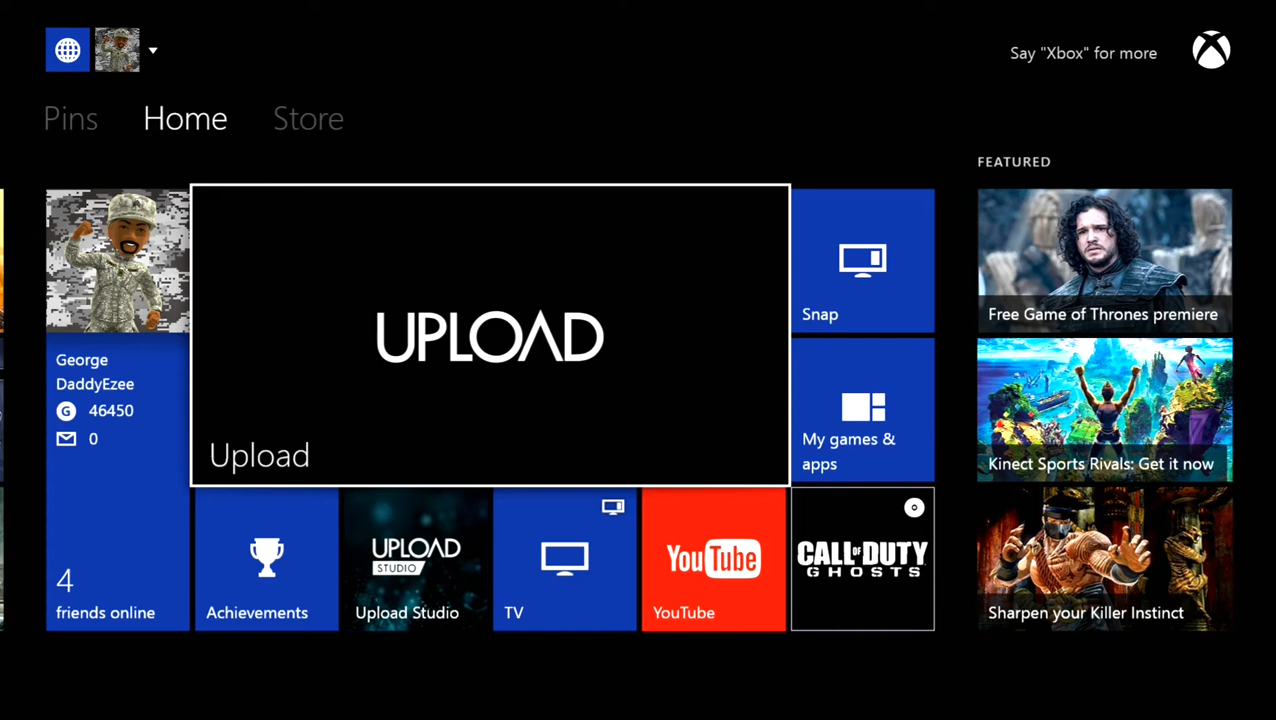 Say "Xbox" for more
Pins Home Store
FEATURED
UPLOAD
Upload
Snap
My games &
apps
George
DaddyEzee
G 46450
0
4
friends online
Achievements
UPLOAD
STUDIO
Upload Studio
TV
YouTube
YouTube
CALL OF DUTY
GHOSTS
Free Game of Thrones premiere
Kinect Sports Rivals: Get it now
Sharpen your Killer Instinct